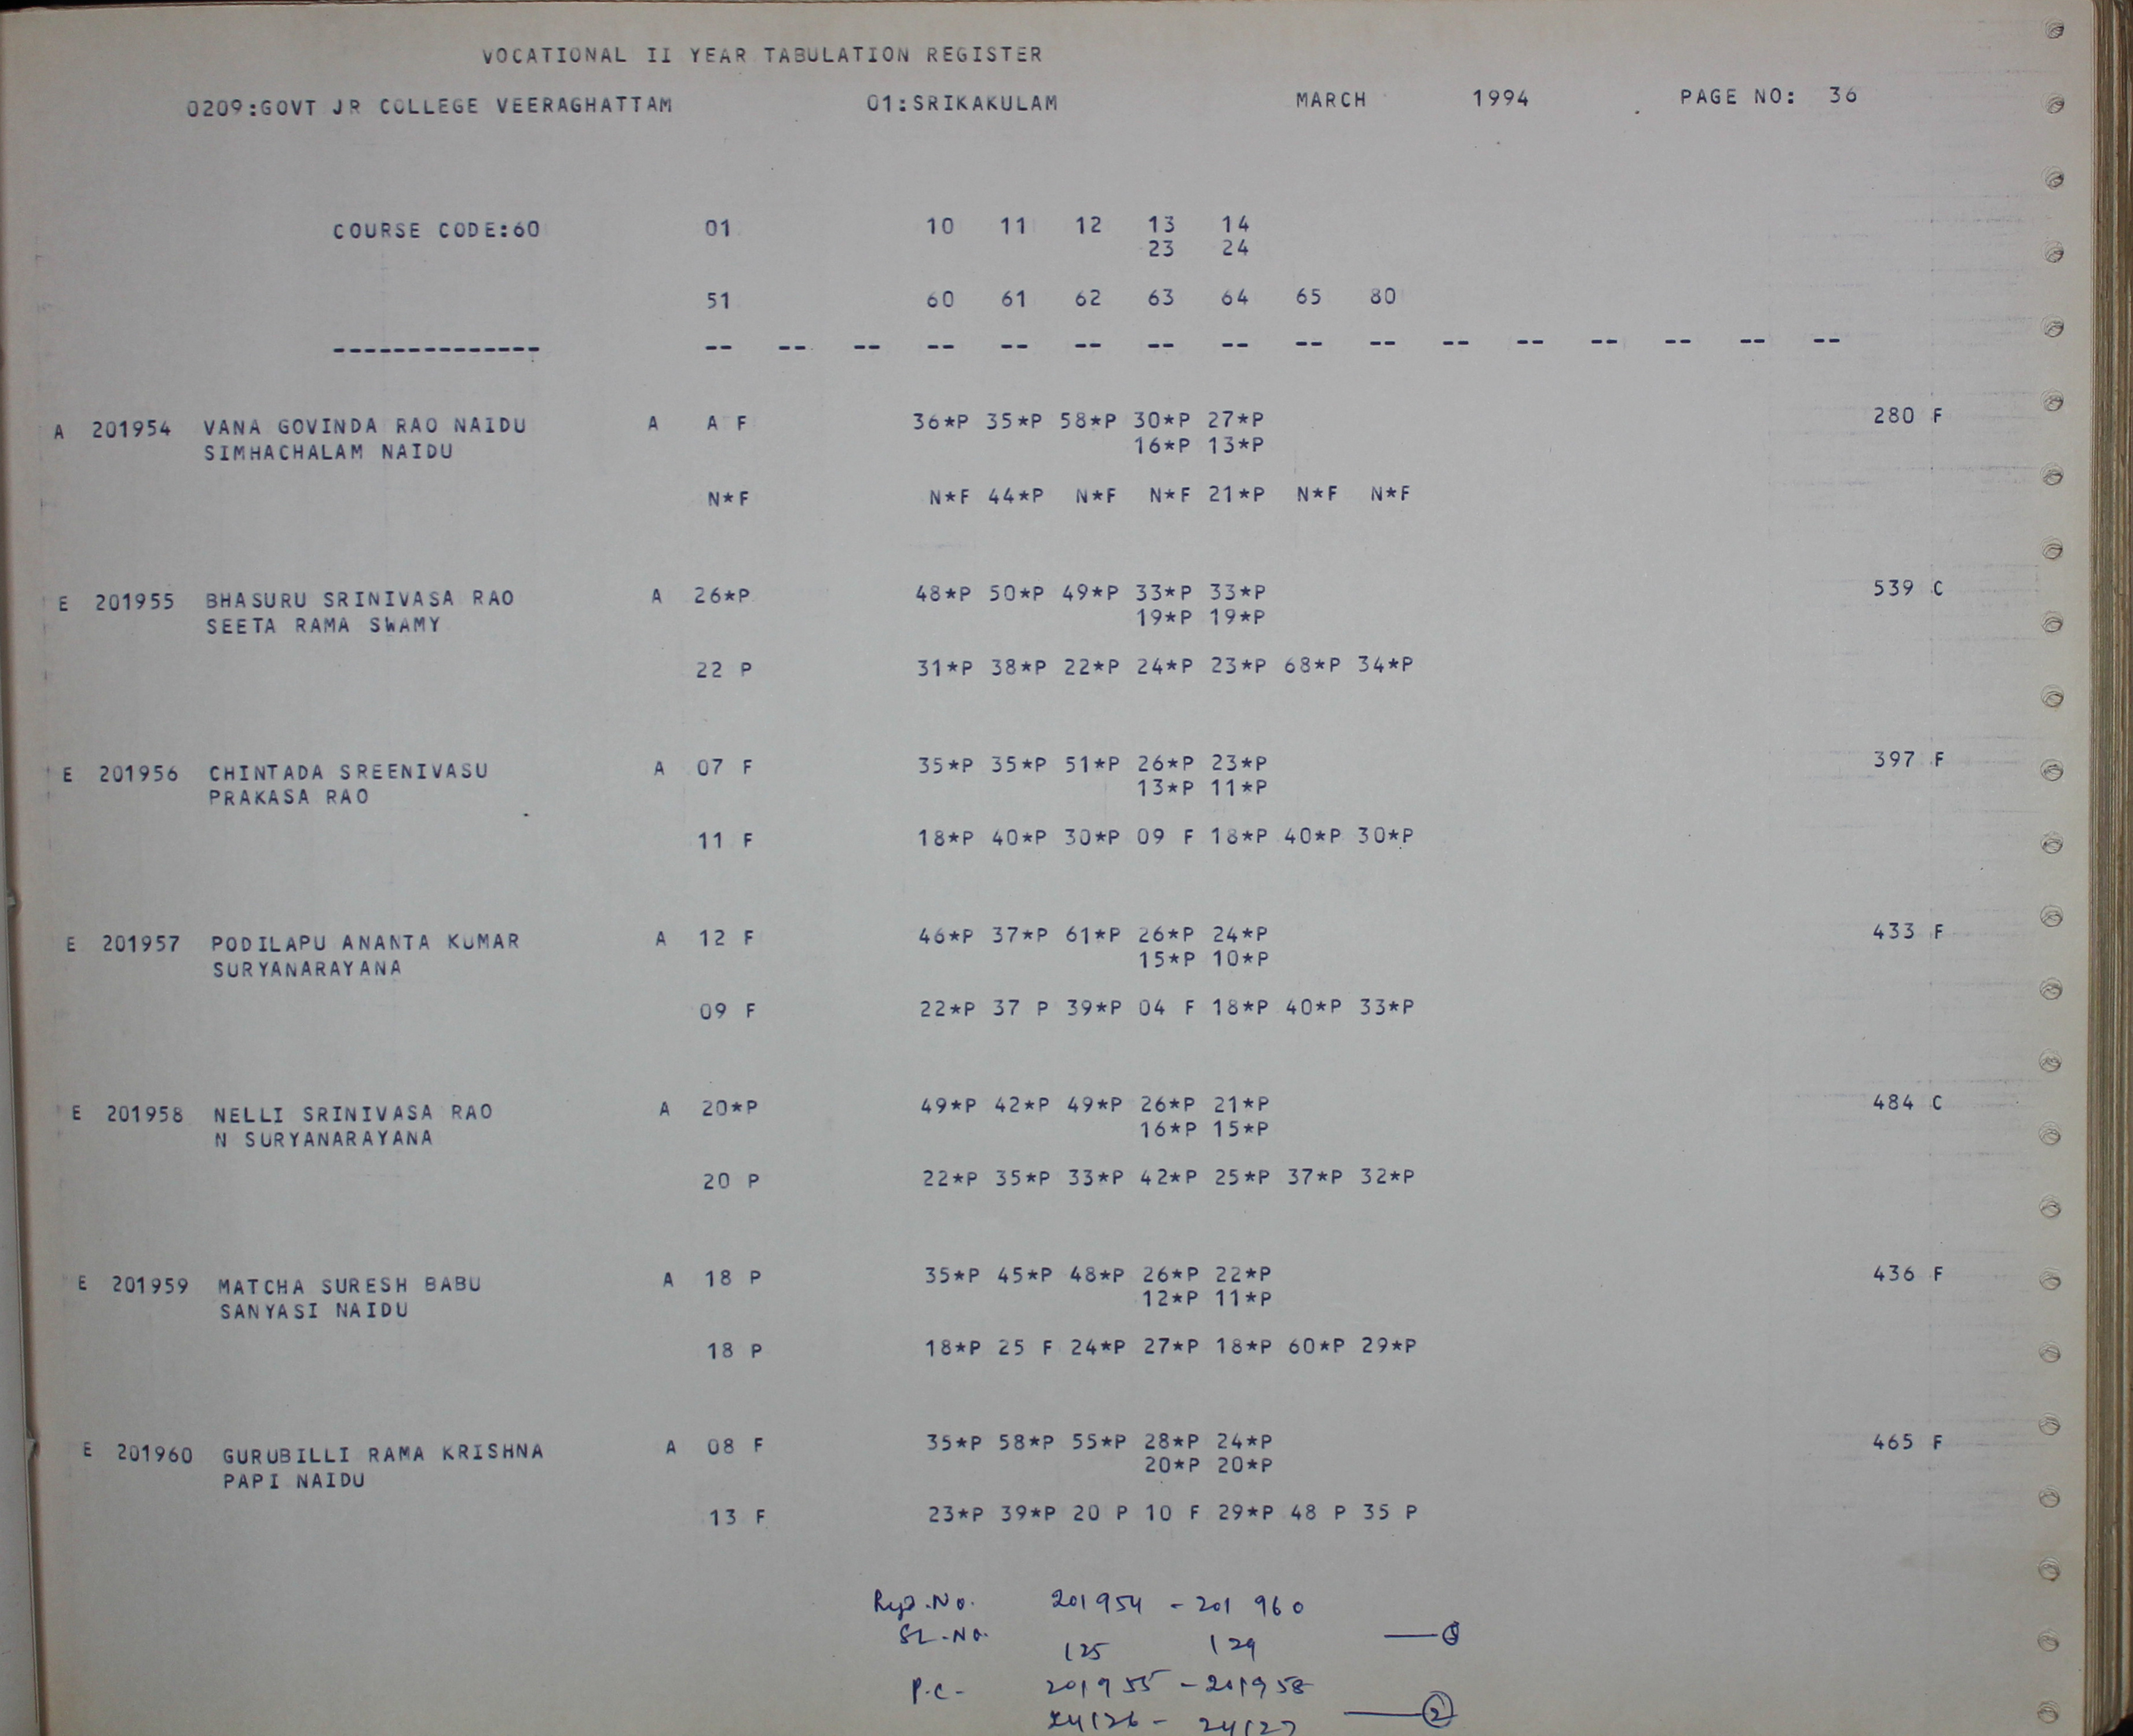 VOCATIONAL II YEAR TABULATION REGISTER
0209:GOVT JR COLLEGE VEERAGHATTAM 01:SRIKAKULAM MARCH 1994 PAGE NO: 36
COURSE CODE:60 01 10 11 12 13 14
23 24
51 60 61 62 63 64 65 80
-------------- -- -- -- -- -- -- -- -- -- -- -- -- -- -- -- --
A 201954 VANA GOVINDA RAO NAIDU A A F 36*P 35*P 58*P 30*P 27*P 280 F
SIMHACHALAM NAIDU 16*P 13*P
N*F N*F 44*P N*F N*F 21*P N*F N*F
E 201955 BHASURU SRINIVASA RAO A 26*P 48*P 50*P 49*P 33*P 33*P 539 C
SEETA RAMA SWAMY 19*P 19*P
22 P 31*P 38*P 22*P 24*P 23*P 68*P 34*P
E 201956 CHINTADA SREENIVASU A 07 F 35*P 35*P 51*P 26*P 23*P 397 F
PRAKASA RAO 13*P 11*P
11 F 18*P 40*P 30*P 09 F 18*P 40*P 30*P
E 201957 PODILAPU ANANTA KUMAR A 12 F 46*P 37*P 61*P 26*P 24*P 433 F
SURYANARAYANA 15*P 10*P
09 F 22*P 37 P 39*P 04 F 18*P 40*P 33*P
E 201958 NELLI SRINIVASA RAO A 20*P 49*P 42*P 49*P 26*P 21*P 484 C
N SURYANARAYANA 16*P 15*P
20 P 22*P 35*P 33*P 42*P 25*P 37*P 32*P
E 201959 MATCHA SURESH BABU A 18 P 35*P 45*P 48*P 26*P 22*P 436 F
SANYASI NAIDU 12*P 11*P
18 P 18*P 25 F 24*P 27*P 18*P 60*P 29*P
E 201960 GURUBILLI RAMA KRISHNA A 08 F 35*P 58*P 55*P 28*P 24*P 465 F
PAPI NAIDU 20*P 20*P
13 F 23*P 39*P 20 P 10 F 29*P 48 P 35 P
201954 - 201 960
SL.No.
125 129
P.C- 201955 - 201958
24126 - 24127 — 2